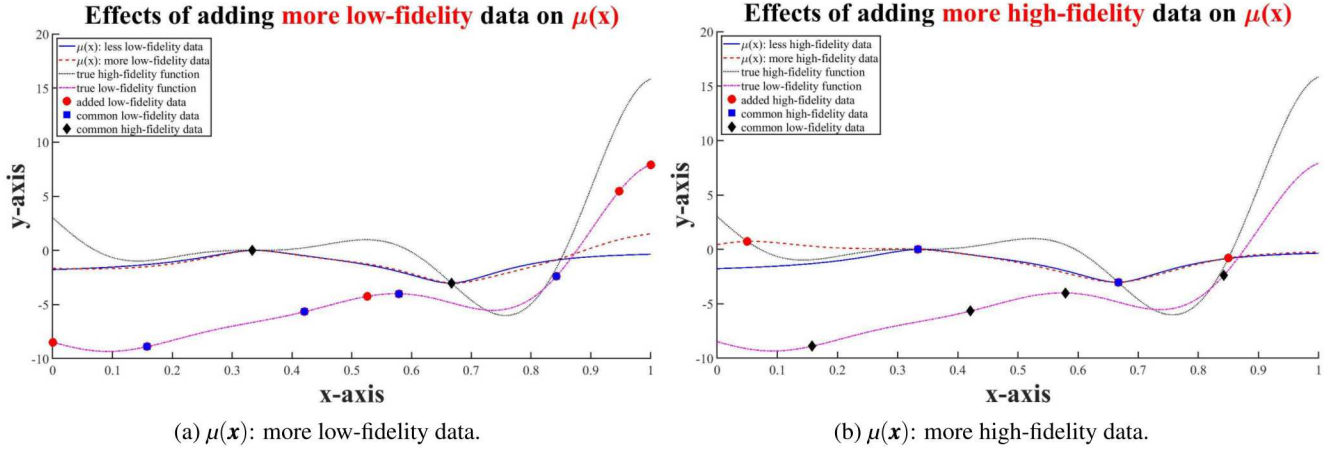 Effects of adding more low-fidelity data on μ(x)
20
15
10
5
0
-5
-10
y-axis
μ(x): less low-fidelity data
μ(x): more low-fidelity data
true high-fidelity function
true low-fidelity function
added low-fidelity data
common low-fidelity data
common high-fidelity data
0 0.1 0.2 0.3 0.4 0.5 0.6 0.7 0.8 0.9 1
x-axis
(a) μ(x): more low-fidelity data.
Effects of adding more high-fidelity data on μ(x)
20
15
10
5
0
-5
-10
y-axis
μ(x): less high-fidelity data
μ(x): more high-fidelity data
true high-fidelity function
true low-fidelity function
added high-fidelity data
common high-fidelity data
common low-fidelity data
0 0.1 0.2 0.3 0.4 0.5 0.6 0.7 0.8 0.9 1
x-axis
(b) μ(x): more high-fidelity data.